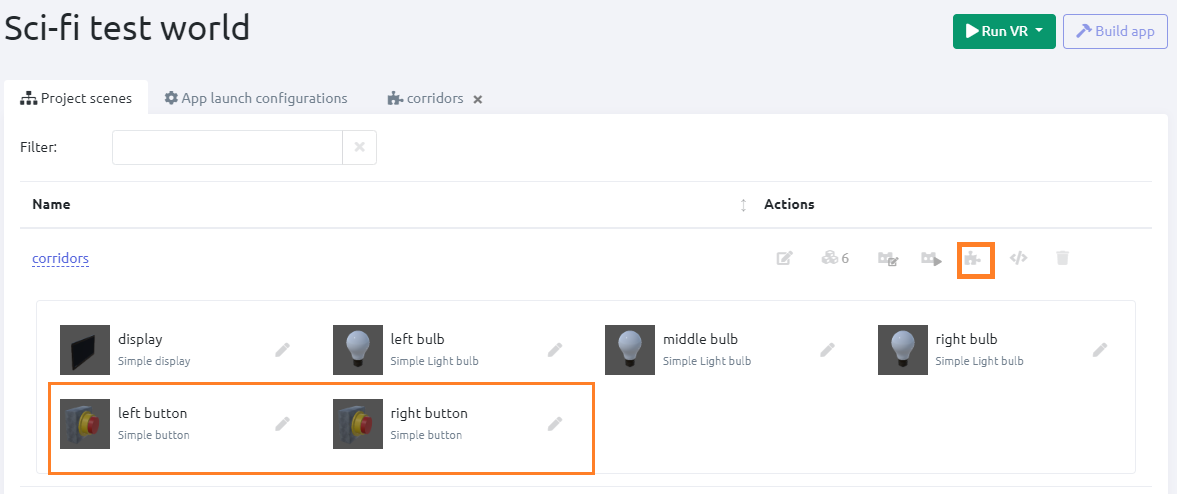 Sci-fi test world
Run VR
Build app
Project scenes
App launch configurations
corridors
Filter:
Name
Actions
corridors
6
display
Simple display
left bulb
Simple Light bulb
middle bulb
Simple Light bulb
right bulb
Simple Light bulb
left button
Simple button
right button
Simple button